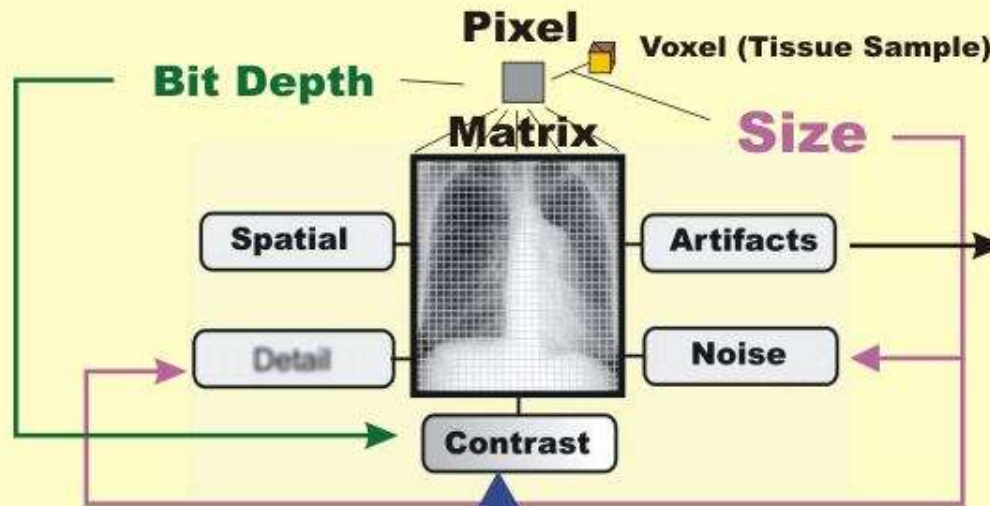 Pixel
Voxel (Tissue Sample)
Bit Depth
Size
Matrix
Spatial
Artifacts
Detail
Noise
Contrast